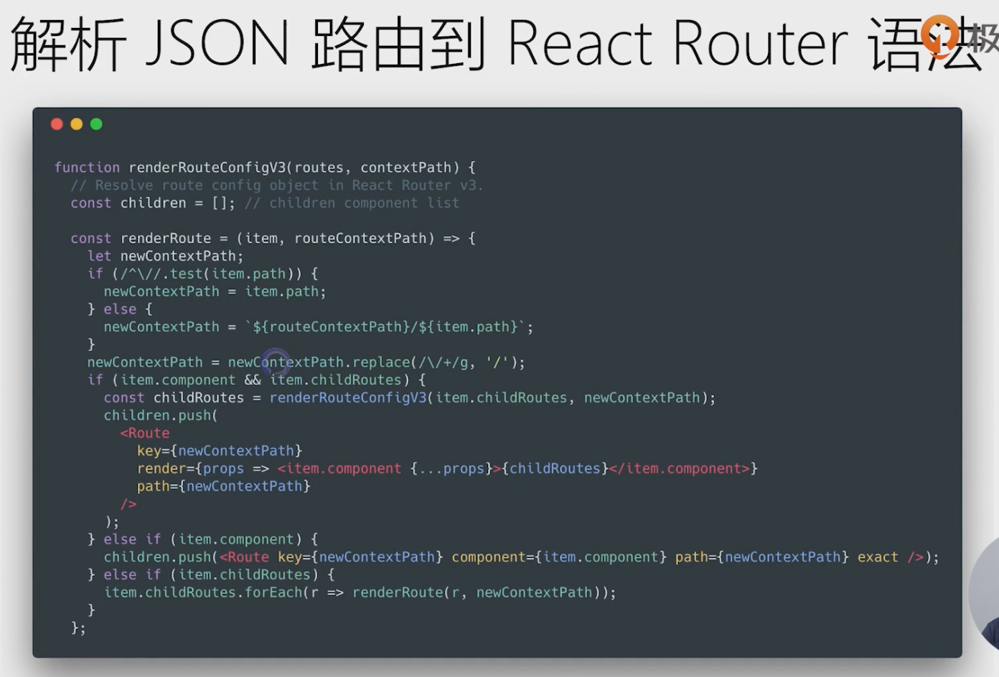 解析 JSON 路由到 React Router 语法
极
function renderRouteConfigV3(routes, contextPath) {
// Resolve route config object in React Router v3.
const children = []; // children component list
const renderRoute = (item, routeContextPath) => {
let newContextPath;
if (/^\//.test(item.path)) {
newContextPath = item.path;
} else {
newContextPath = `${routeContextPath}/${item.path}`;
}
newContextPath = newContextPath.replace(/\/+/g, '/');
if (item.component && item.childRoutes) {
const childRoutes = renderRouteConfigV3(item.childRoutes, newContextPath);
children.push(
<Route
key={newContextPath}
render={props => <item.component {...props}>{childRoutes}</item.component>}
path={newContextPath}
/>
);
} else if (item.component) {
children.push(<Route key={newContextPath} component={item.component} path={newContextPath} exact />);
} else if (item.childRoutes) {
item.childRoutes.forEach(r => renderRoute(r, newContextPath));
}
};